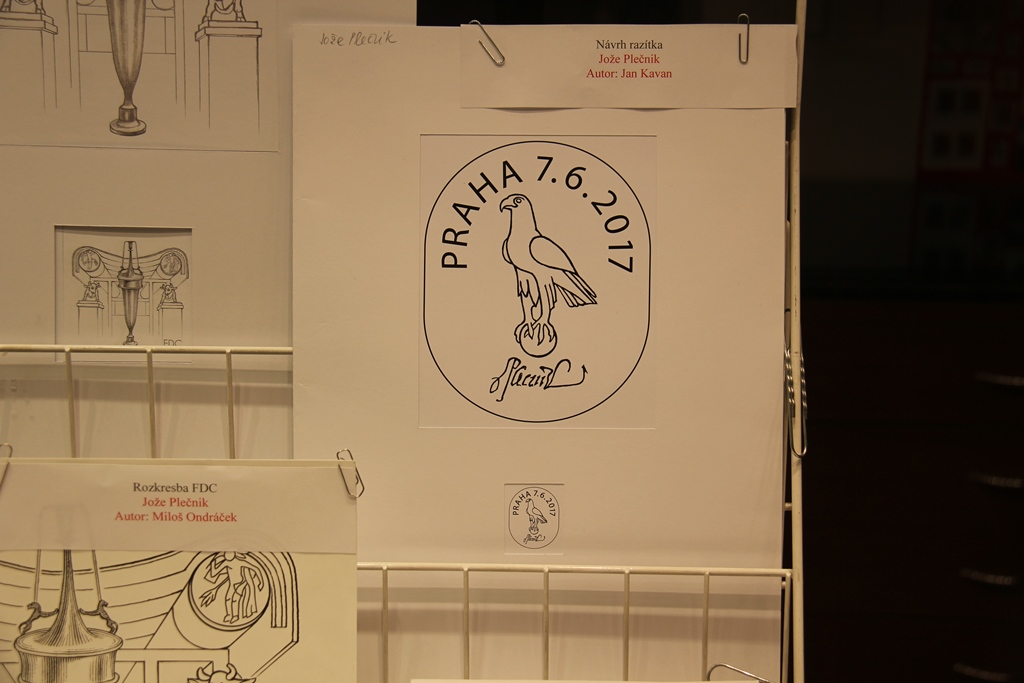 Jože Plečnik
Návrh razítka
Jože Plečnik
Autor: Jan Kavan
PRAHA 7.6.2017
Plečnik
PRAHA 7.6.2017
FDC
Rozkresba FDC
Jože Plečnik
Autor: Miloš Ondráček